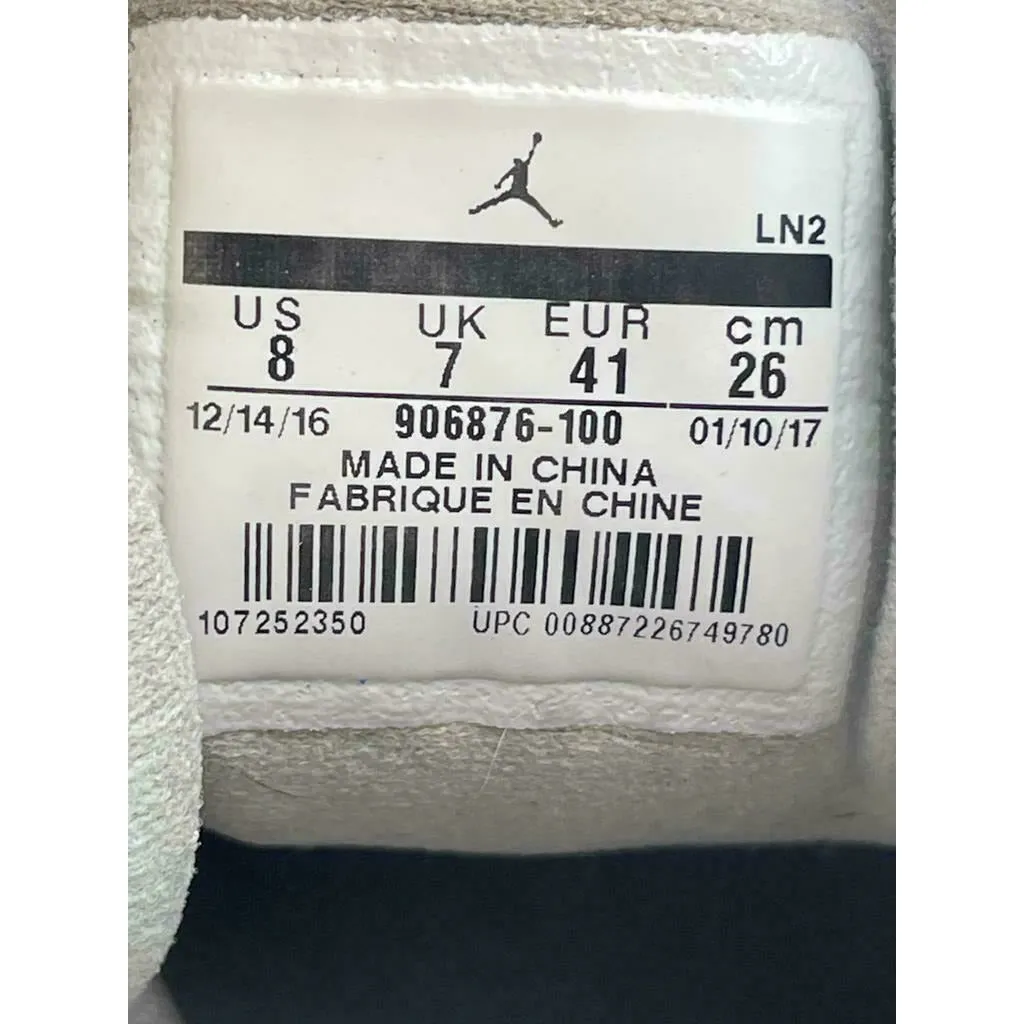 LN2
US UK EUR cm
8 7 41 26
12/14/16 906876-100 01/10/17
MADE IN CHINA
FABRIQUE EN CHINE
107252350 UPC 00887226749780